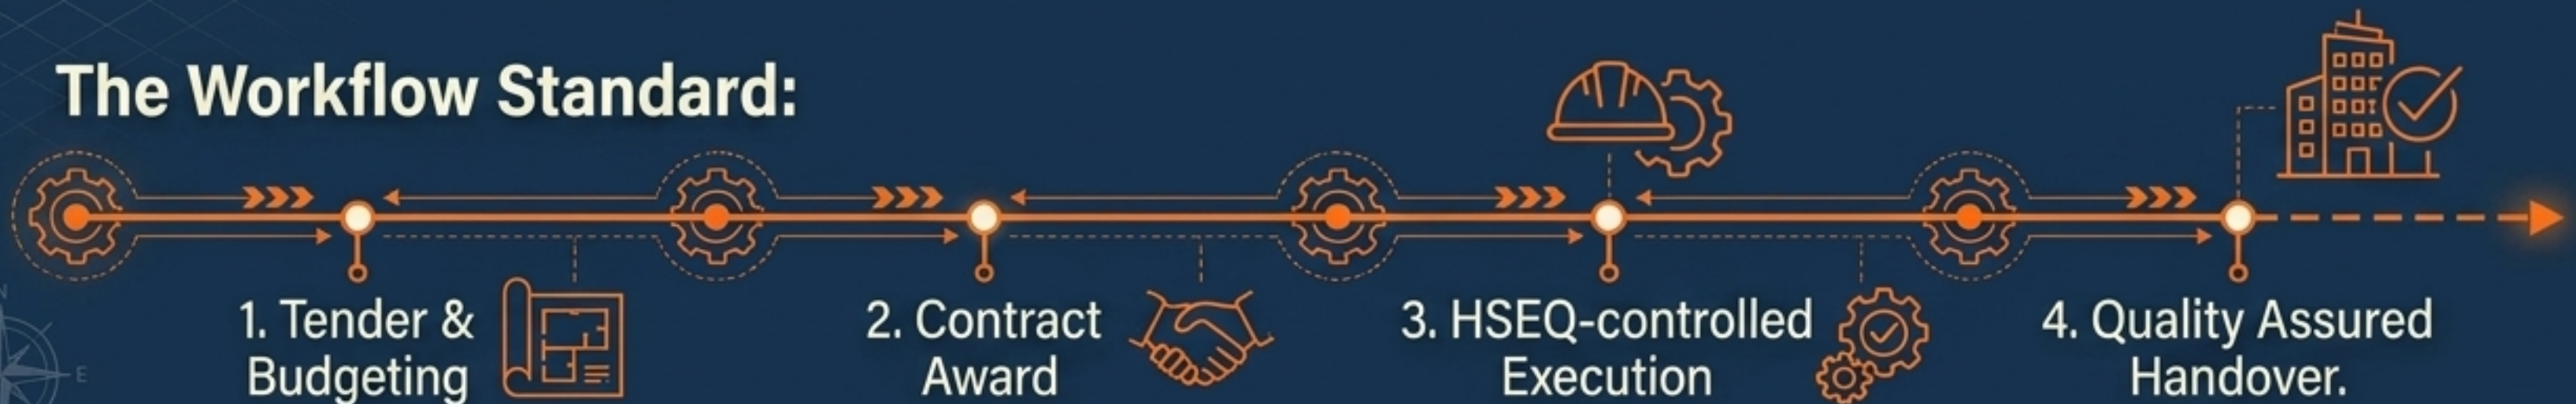 The Workflow Standard:
1. Tender &
Budgeting
2. Contract
Award
3. HSEQ-controlled
Execution
4. Quality Assured
Handover.
N
E